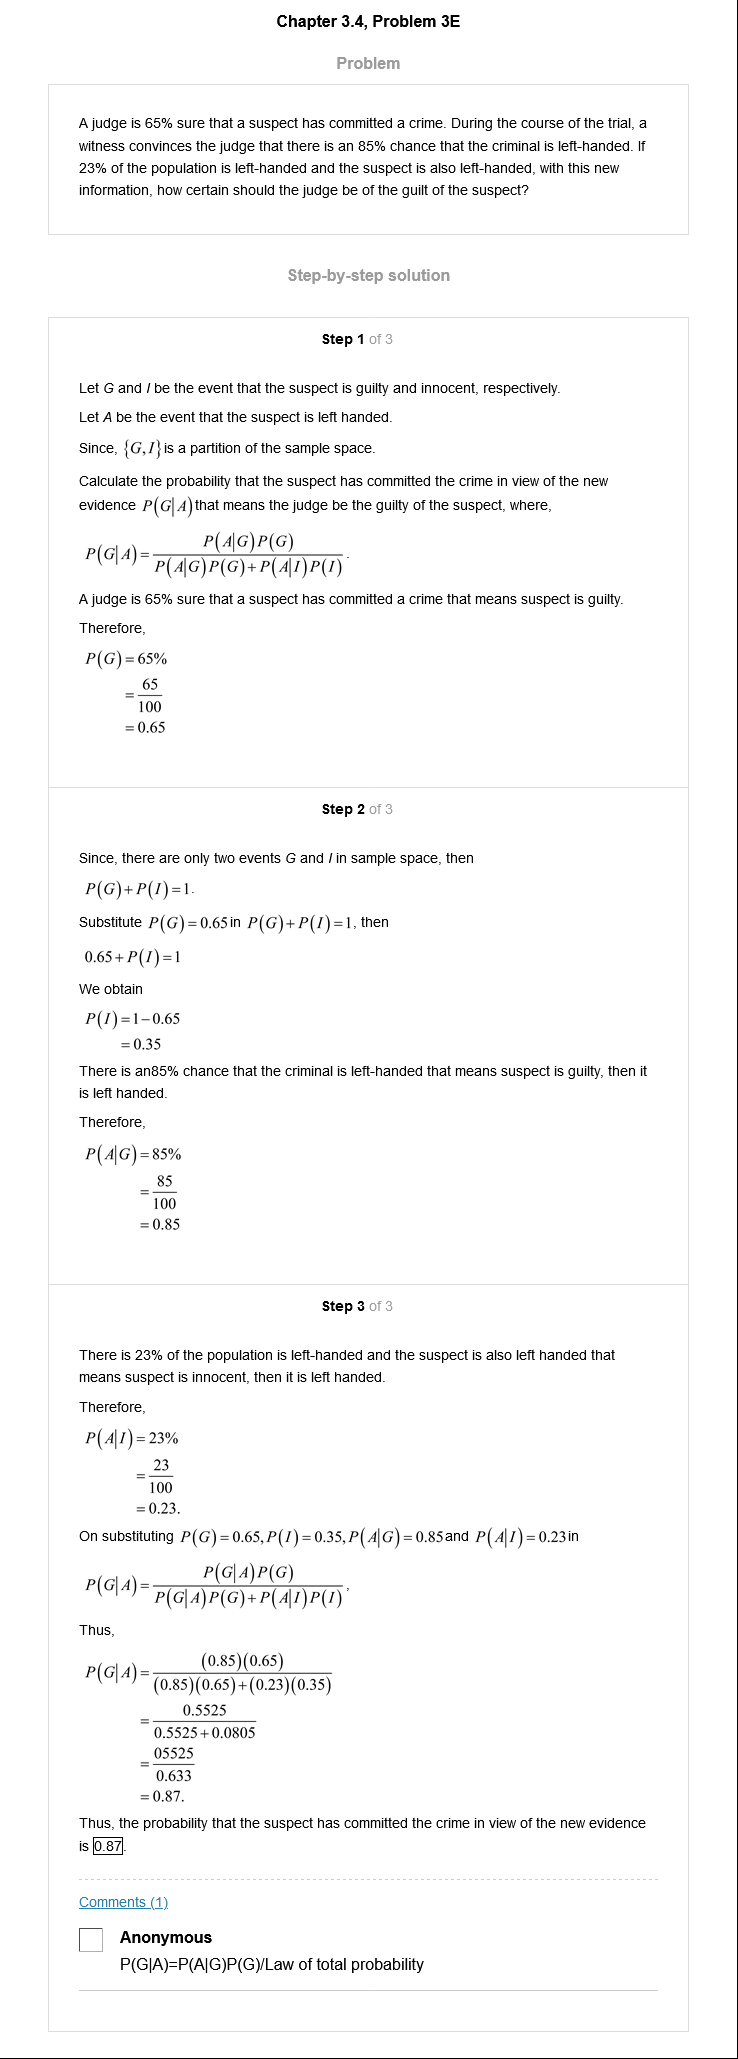 Chapter 3.4, Problem 3E
Problem
A judge is 65% sure that a suspect has committed a crime. During the course of the trial, a
witness convinces the judge that there is an 85% chance that the criminal is left-handed. If
23% of the population is left-handed and the suspect is also left-handed, with this new
information, how certain should the judge be of the guilt of the suspect?
Step-by-step solution
Step 1 of 3
Let G and I be the event that the suspect is guilty and innocent, respectively.
Let A be the event that the suspect is left handed.
Since, {G,I} is a partition of the sample space.
Calculate the probability that the suspect has committed the crime in view of the new
evidence P(G|A) that means the judge be the guilty of the suspect, where,
P(G|A) = P(A|G)P(G) / P(A|G)P(G)+P(A|I)P(I) .
A judge is 65% sure that a suspect has committed a crime that means suspect is guilty.
Therefore,
P(G) = 65%
= 65/100
= 0.65
Step 2 of 3
Since, there are only two events G and I in sample space, then
P(G)+P(I)=1.
Substitute P(G)=0.65 in P(G)+P(I)=1, then
0.65+P(I)=1
We obtain
P(I)=1−0.65
= 0.35
There is an85% chance that the criminal is left-handed that means suspect is guilty, then it
is left handed.
Therefore,
P(A|G) = 85%
= 85/100
= 0.85
Step 3 of 3
There is 23% of the population is left-handed and the suspect is also left handed that
means suspect is innocent, then it is left handed.
Therefore,
P(A|I) = 23%
= 23/100
= 0.23.
On substituting P(G)=0.65, P(I)=0.35, P(A|G)=0.85 and P(A|I)=0.23 in
P(G|A) = P(G|A)P(G) / P(G|A)P(G)+P(A|I)P(I) ,
Thus,
P(G|A) = (0.85)(0.65) / (0.85)(0.65)+(0.23)(0.35)
= 0.5525 / 0.5525+0.0805
= 05525 / 0.633
= 0.87.
Thus, the probability that the suspect has committed the crime in view of the new evidence
is 0.87.
Comments (1)
Anonymous
P(G|A)=P(A|G)P(G)/Law of total probability